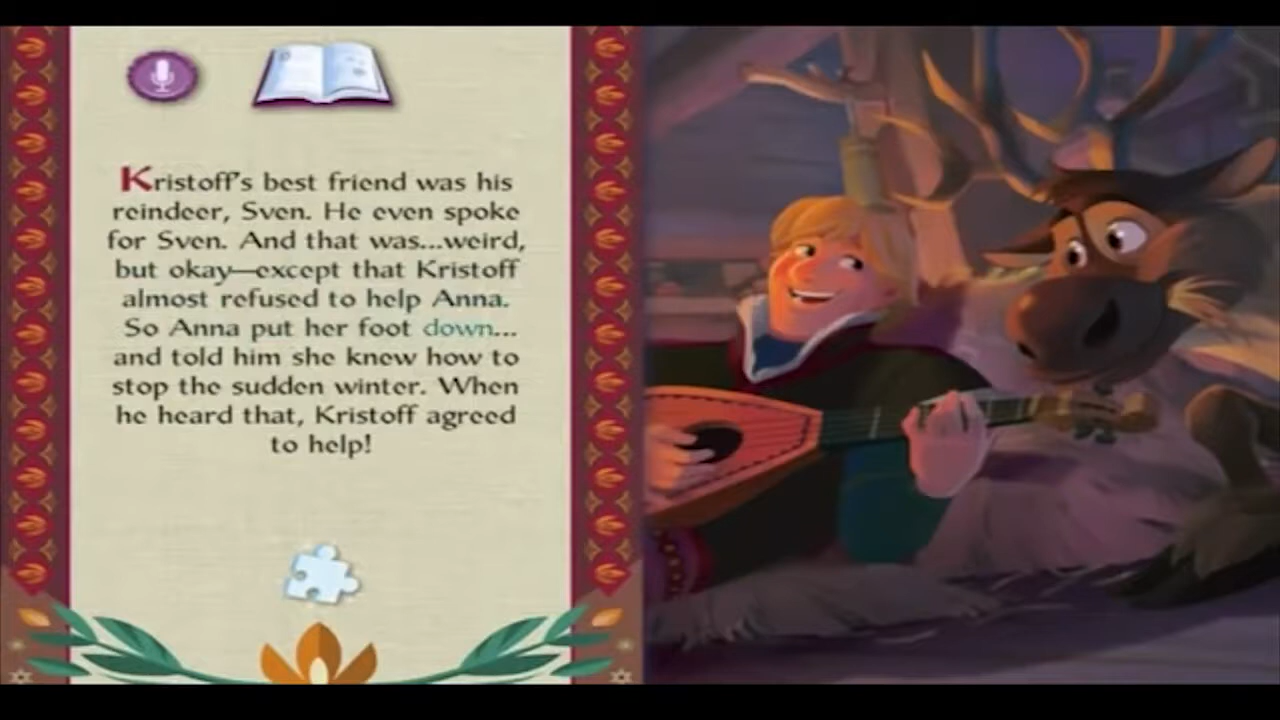 Kristoff's best friend was his
reindeer, Sven. He even spoke
for Sven. And that was...weird,
but okay—except that Kristoff
almost refused to help Anna.
So Anna put her foot down...
and told him she knew how to
stop the sudden winter. When
he heard that, Kristoff agreed
to help!